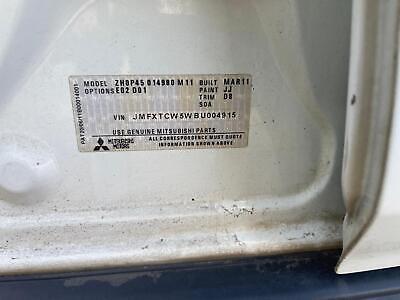 MODEL ZH8P45 014980 M11 BUILT MAR11
OPTIONS E02 D01 PAINT JJ
TRIM D8
SOA
VIN JMFXTCW5WBU004915
USE GENUINE MITSUBISHI PARTS
ALL CORRESPONDENCE MUST QUOTE
INFORMATION SHOWN ABOVE
MITSUBISHI
MOTORS